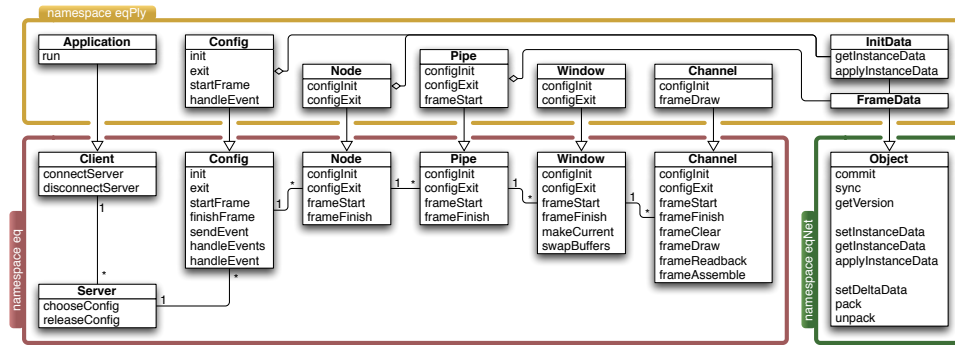 namespace eqPly
Application
run
Config
init
exit
startFrame
handleEvent
Node
configInit
configExit
Pipe
configInit
configExit
frameStart
Window
configInit
configExit
Channel
configInit
frameDraw
InitData
getInstanceData
applyInstanceData
FrameData
namespace eq
Client
connectServer
disconnectServer
1
*
Server
chooseConfig
releaseConfig
1
*
Config
init
exit
startFrame
finishFrame
sendEvent
handleEvents
handleEvent
1
*
Node
configInit
configExit
frameStart
frameFinish
1
*
Pipe
configInit
configExit
frameStart
frameFinish
1
*
Window
configInit
configExit
frameStart
frameFinish
makeCurrent
swapBuffers
1
*
Channel
configInit
configExit
frameStart
frameFinish
frameClear
frameDraw
frameReadback
frameAssemble
namespace eqNet
Object
commit
sync
getVersion
setInstanceData
getInstanceData
applyInstanceData
setDeltaData
pack
unpack